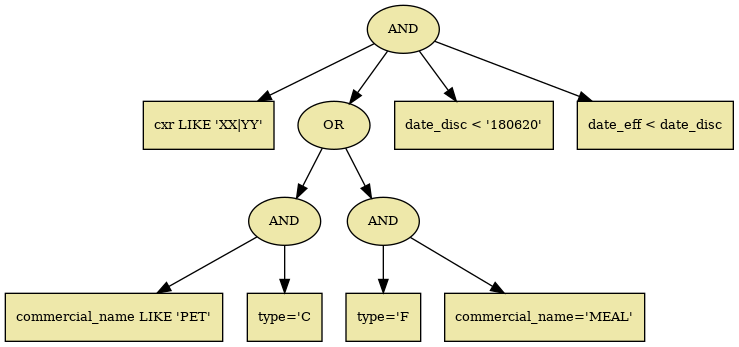 AND
cxr LIKE 'XX|YY'
OR
date_disc < '180620'
date_eff < date_disc
AND
AND
commercial_name LIKE 'PET'
type='C
type='F
commercial_name='MEAL'